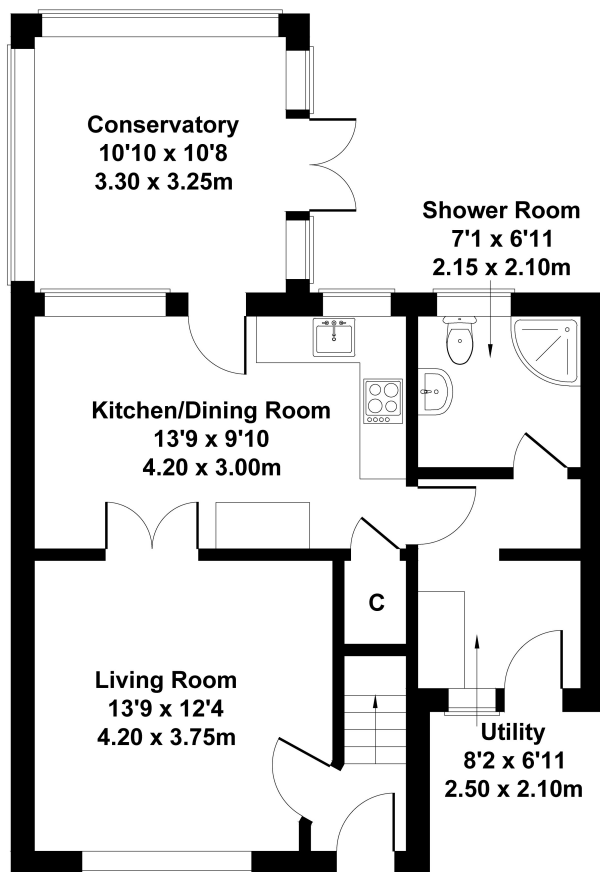 Conservatory
10'10 x 10'8
3.30 x 3.25m
Shower Room
7'1 x 6'11
2.15 x 2.10m
Kitchen/Dining Room
13'9 x 9'10
4.20 x 3.00m
C
Living Room
13'9 x 12'4
4.20 x 3.75m
Utility
8'2 x 6'11
2.50 x 2.10m